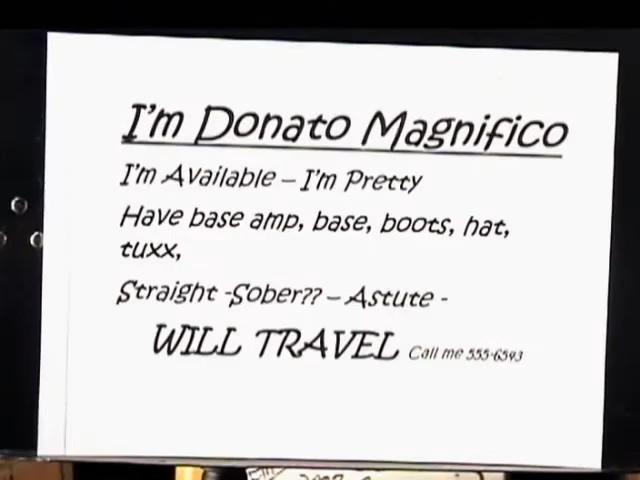 I'm Donato Magnifico
I'm Available – I'm Pretty
Have base amp, base, boots, hat,
tuxx,
Straight -Sober?? – Astute -
WILL TRAVEL Call me 555-6593